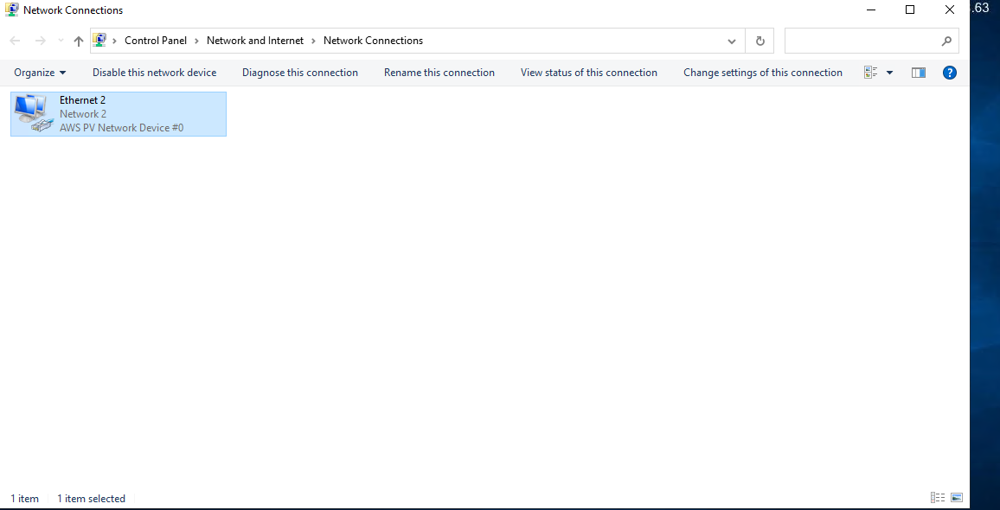 Network Connections
.63
Control Panel > Network and Internet > Network Connections
Organize Disable this network device Diagnose this connection Rename this connection View status of this connection Change settings of this connection
Ethernet 2
Network 2
AWS PV Network Device #0
1 item 1 item selected